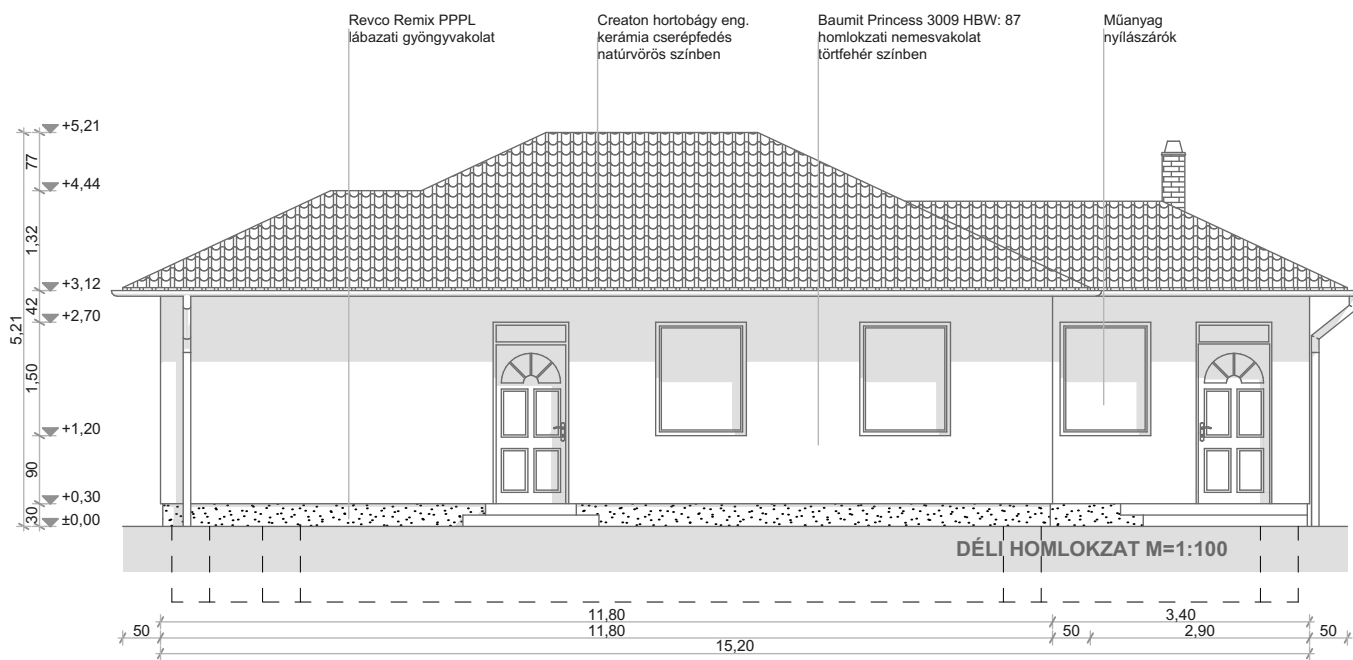 Revco Remix PPPL
lábazati gyöngyvakolat
Creaton hortobágy eng.
kerámia cserépfedés
natúrvörös színben
Baumit Princess 3009 HBW: 87
homlokzati nemesvakolat
törtfehér színben
Műanyag
nyílászárók
+5,21
77
+4,44
1,32
+3,12
42
+2,70
5,21
1,50
+1,20
90
+0,30
30
±0,00
DÉLI HOMLOKZAT M=1:100
11,80
3,40
50
11,80
50
2,90
50
15,20